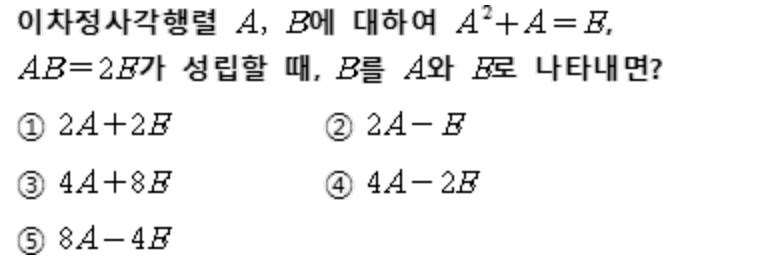 이차정사각행렬 A, B에 대하여 A²+A=E,
AB=2E가 성립할 때, B를 A와 E로 나타내면?
① 2A+2E ② 2A-E
③ 4A+8E ④ 4A-2E
⑤ 8A-4E